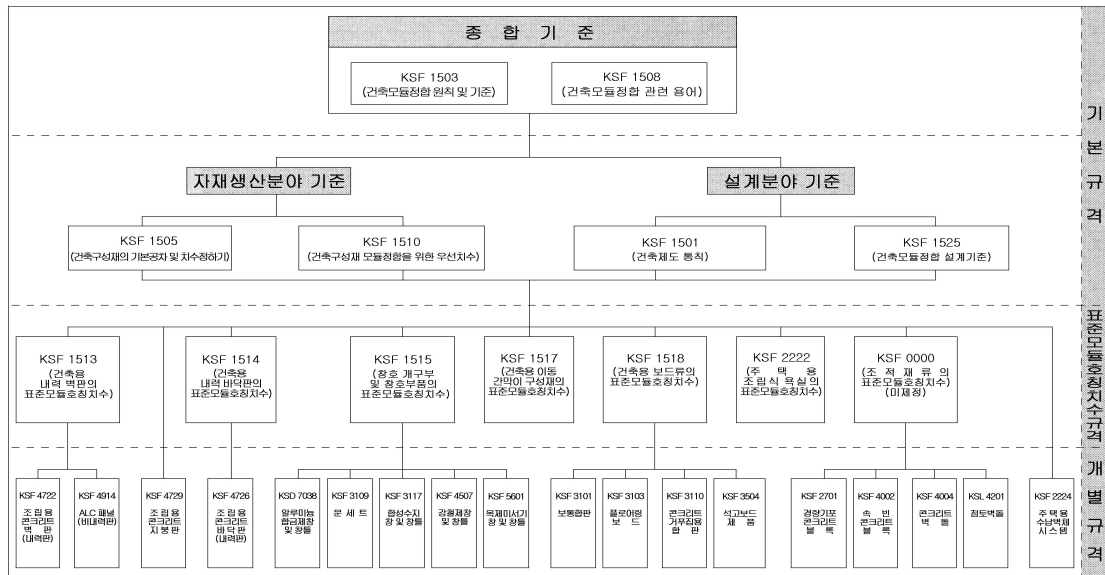 종 합 기 준
KSF 1503
(건축모듈정합 원칙 및 기준)
KSF 1508
(건축모듈정합 관련 용어)
기 본 규 격
자재생산분야 기준
설계분야 기준
KSF 1505
(건축구성재의 기본공차 및 치수정하기)
KSF 1510
(건축구성재 모듈정합을 위한 우선치수)
KSF 1501
(건축제도 통칙)
KSF 1525
(건축모듈정합 설계기준)
표준모듈호칭치수규격
KSF 1513
(건축용
내력 벽판의
표준모듈호칭치수)
KSF 1514
(건축용
내력 바닥판의
표준모듈호칭치수)
KSF 1515
(창호 개구부
및 창호부품의
표준모듈호칭치수)
KSF 1517
(건축용 이동
간막이 구성재의
표준모듈호칭치수)
KSF 1518
(건축용 보드류의
표준모듈호칭치수)
KSF 2222
(주 택 용
조립식 욕실의
표준모듈호칭치수)
KSF 0000
(조 적 재 류 의
표준모듈호칭치수)
(미제정)
개 별 규 격
KSF 4722
조 립 용
콘크리트
벽 판
(내력판)
KSF 4914
ALC 패널
(비내력판)
KSF 4729
조 립 용
콘크리트
지붕판
KSF 4726
조 립 용
콘크리트
바닥판
(내력판)
KSD 7038
알루미늄
합금제창
및 창틀
KSF 3109
문 세 트
KSF 3117
합성수지
창 및 창틀
KSF 4507
강철제창
및 창틀
KSF 5601
목제미서기
창 및 창틀
KSF 3101
보통합판
KSF 3103
플로어링
보 드
KSF 3110
콘크리트
거푸집용
합 판
KSF 3504
석고보드
제 품
KSF 2701
경량기포
콘크리트
블 록
KSF 4002
속 빈
콘크리트
블 록
KSF 4004
콘크리트
벽 돌
KSL 4201
점토벽돌
KSF 2224
주 택 용
수납벽체
시 스 템